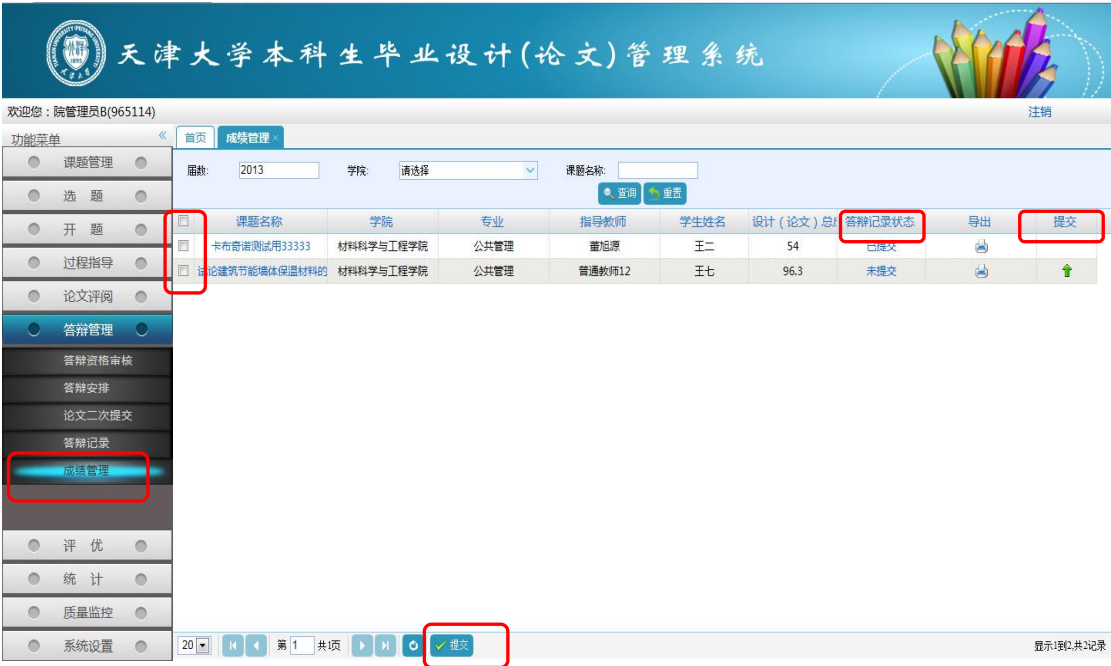 天津大学本科生毕业设计(论文)管理系统
欢迎您：院管理员B(965114) 注销
功能菜单 « 首页 成绩管理 ×
课题管理
选 题
开 题
过程指导
论文评阅
答辩管理
答辩资格审核
答辩安排
论文二次提交
答辩记录
成绩管理
评 优
统 计
质量监控
系统设置
届数: 2013 学院: 请选择 课题名称:
查询 重置
课题名称 学院 专业 指导教师 学生姓名 设计（论文）总 答辩记录状态 导出 提交
卡布奇诺测试用33333 材料科学与工程学院 公共管理 董旭源 王二 54 已提交
试论建筑节能墙体保温材料的 材料科学与工程学院 公共管理 普通教师12 王七 96.3 未提交
20 第 1 共1页 提交 显示1到2,共2记录